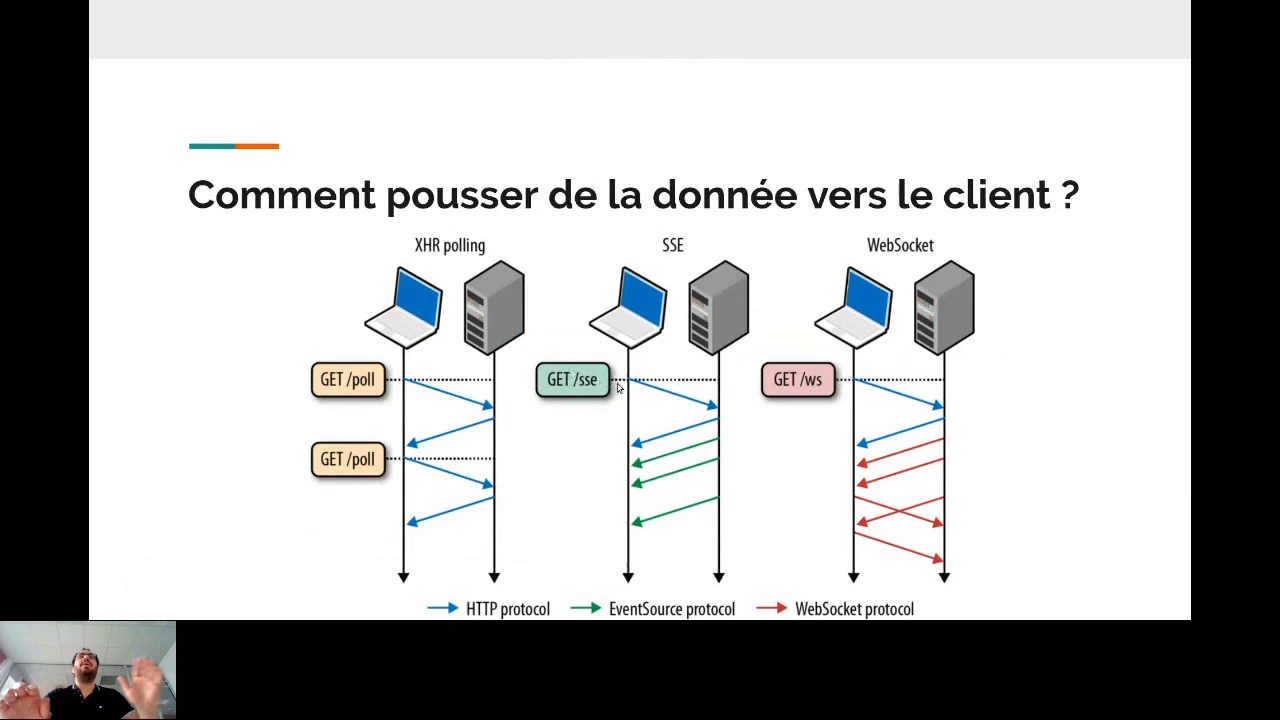 Comment pousser de la donnée vers le client ?
XHR polling
SSE
WebSocket
GET /poll
GET /sse
GET /ws
GET /poll
HTTP protocol
EventSource protocol
WebSocket protocol